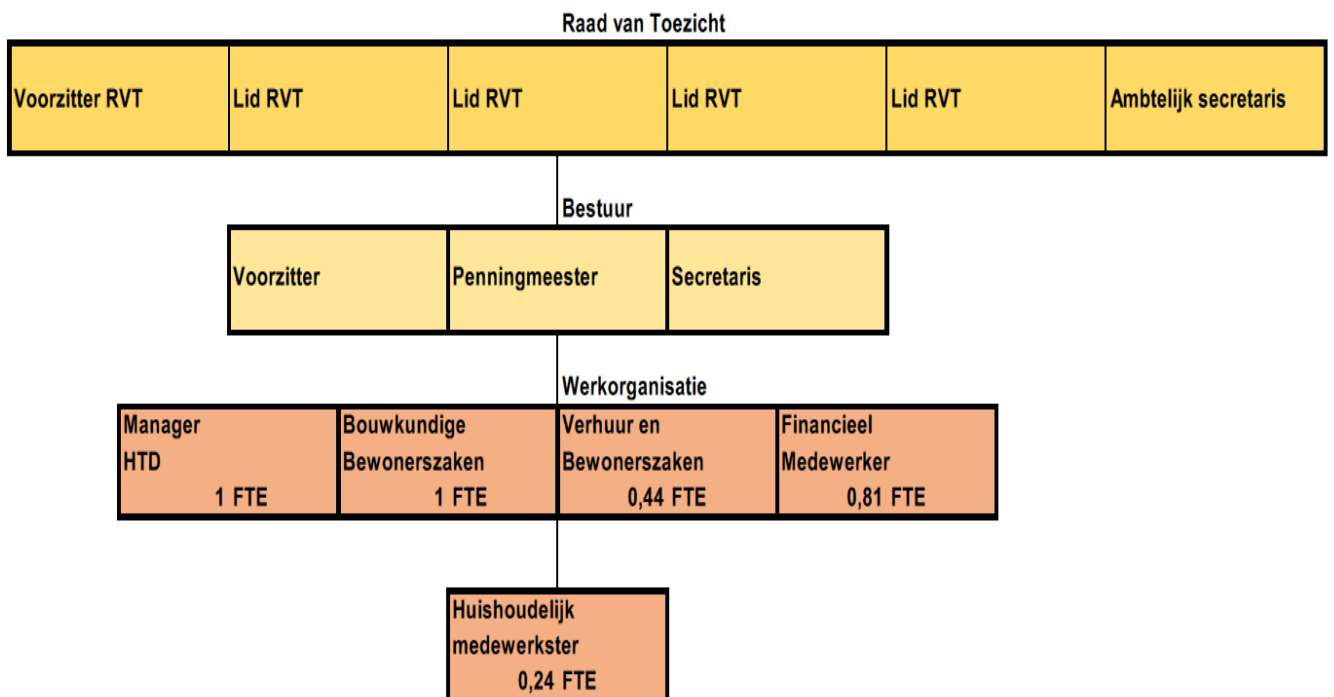 Raad van Toezicht
Voorzitter RVT
Lid RVT
Lid RVT
Lid RVT
Lid RVT
Ambtelijk secretaris
Bestuur
Voorzitter
Penningmeester
Secretaris
Werkorganisatie
Manager
HTD
1 FTE
Bouwkundige
Bewonerszaken
1 FTE
Verhuur en
Bewonerszaken
0,44 FTE
Financieel
Medewerker
0,81 FTE
Huishoudelijk
medewerkster
0,24 FTE